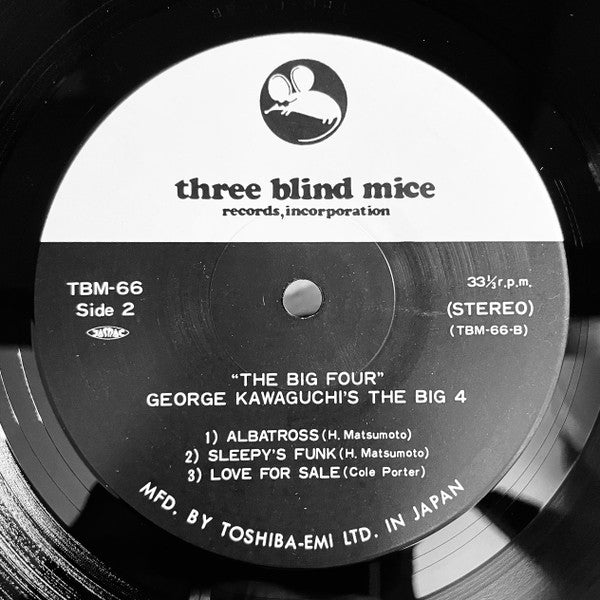 three blind mice
records, incorporation
TBM-66
Side 2
JASRAC
33⅓ r.p.m.
(STEREO)
(TBM-66-B)
"THE BIG FOUR"
GEORGE KAWAGUCHI'S THE BIG 4
1) ALBATROSS (H. Matsumoto)
2) SLEEPY'S FUNK (H. Matsumoto)
3) LOVE FOR SALE (Cole Porter)
MFD. BY TOSHIBA-EMI LTD. IN JAPAN